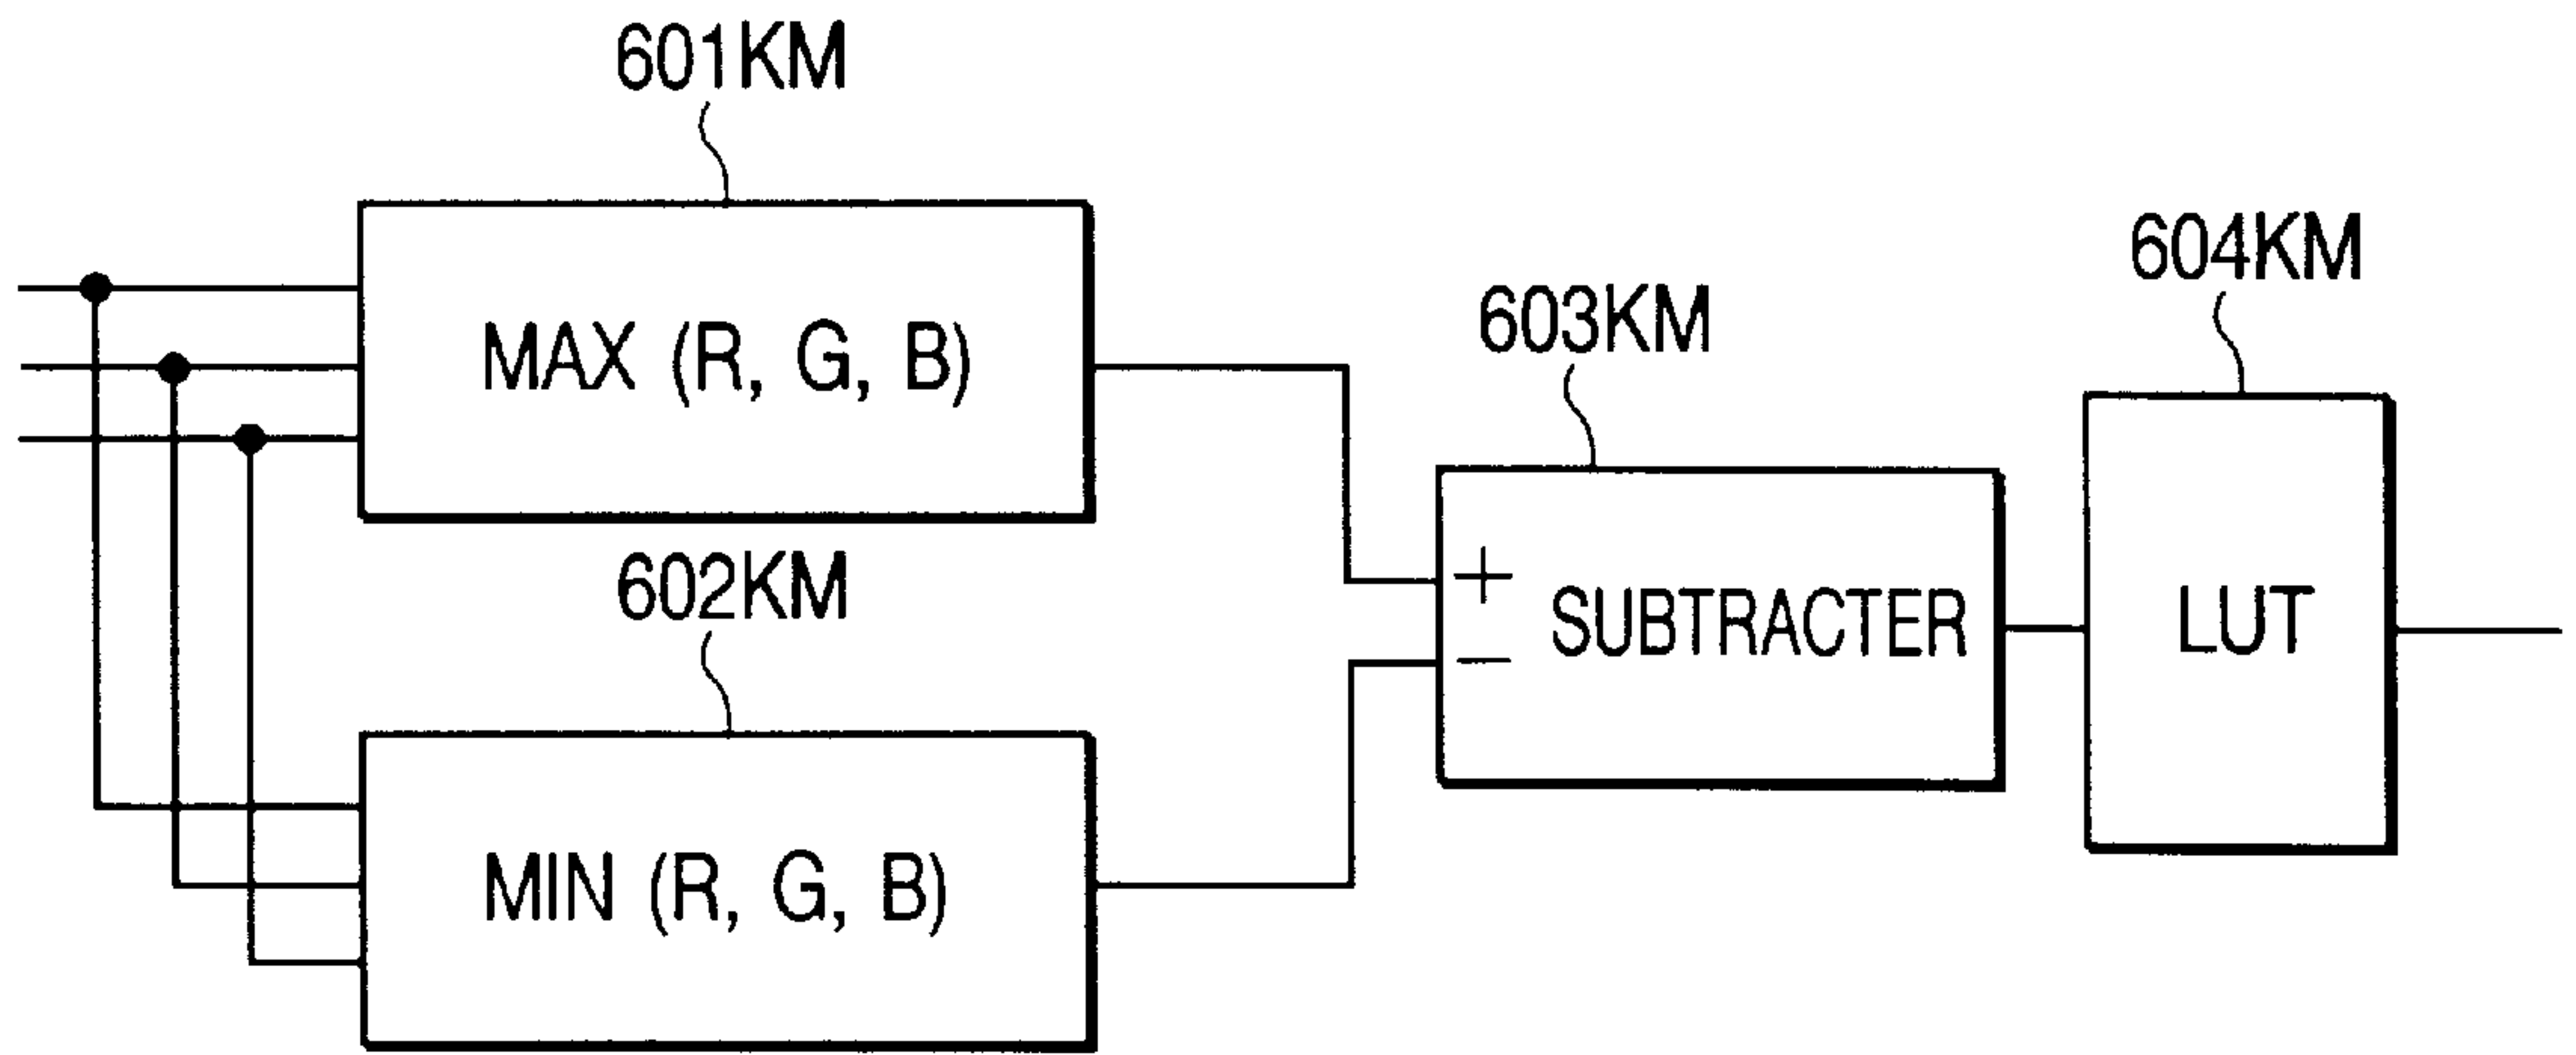 601KM
MAX (R, G, B)
602KM
MIN (R, G, B)
603KM
+
−
SUBTRACTER
604KM
LUT